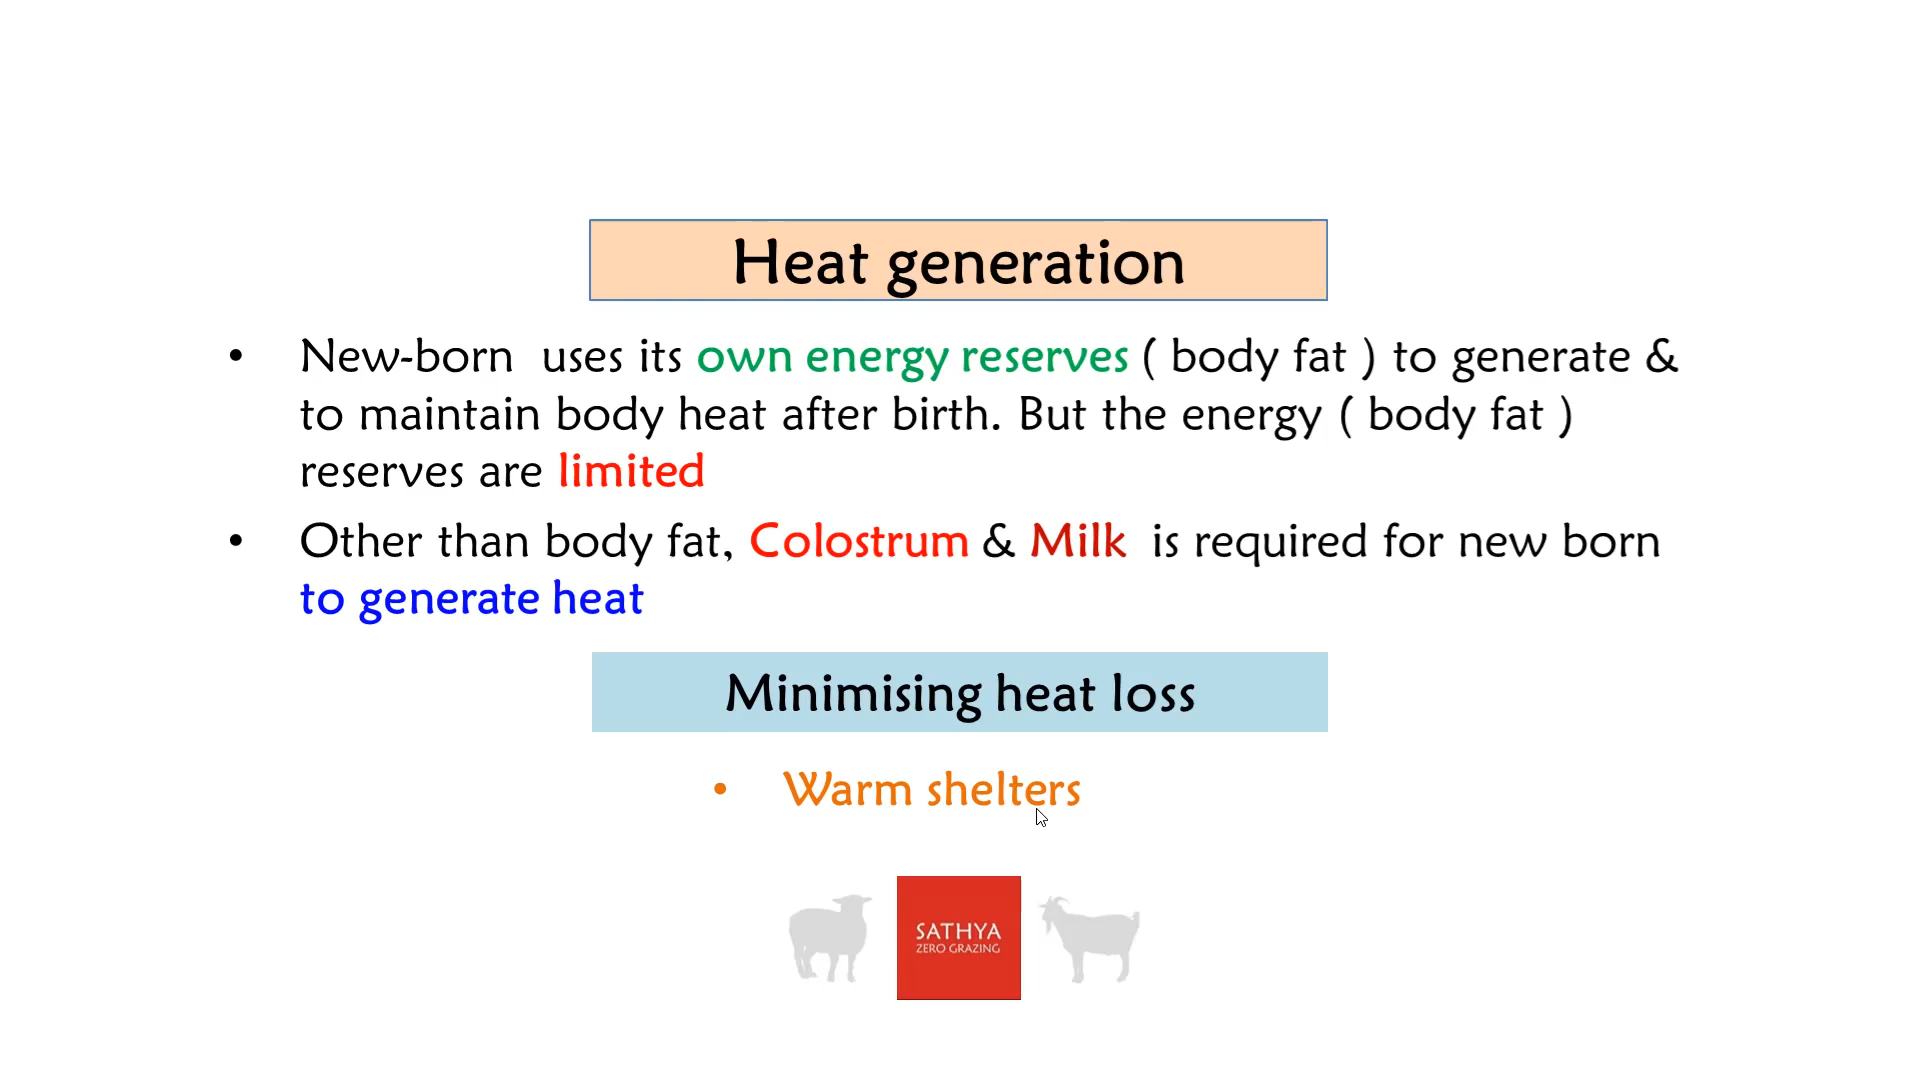 Heat generation
• New-born uses its own energy reserves ( body fat ) to generate &
to maintain body heat after birth. But the energy ( body fat )
reserves are limited
• Other than body fat, Colostrum & Milk is required for new born
to generate heat
Minimising heat loss
• Warm shelters
SATHYA
ZERO GRAZING